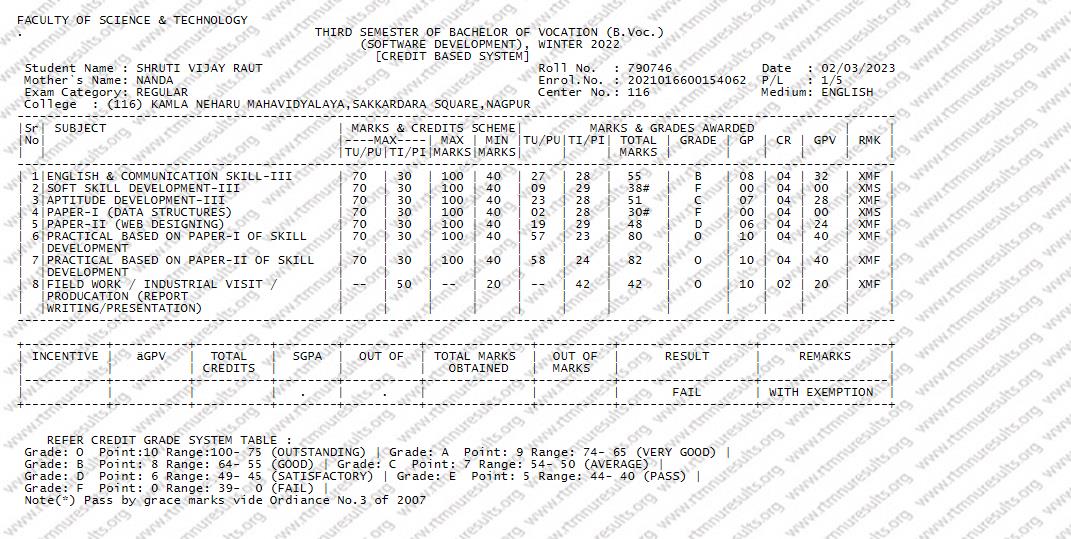 FACULTY OF SCIENCE & TECHNOLOGY
.
THIRD SEMESTER OF BACHELOR OF VOCATION (B.Voc.)
(SOFTWARE DEVELOPMENT), WINTER 2022
[CREDIT BASED SYSTEM]
Student Name : SHRUTI VIJAY RAUT Roll No. : 790746 Date : 02/03/2023
Mother`s Name: NANDA Enrol.No. : 2021016600154062 P/L : 1/5
Exam Category: REGULAR Center No.: 116 Medium: ENGLISH
College : (116) KAMLA NEHARU MAHAVIDYALAYA,SAKKARDARA SQUARE,NAGPUR
|Sr| SUBJECT | MARKS & CREDITS SCHEME| MARKS & GRADES AWARDED | |
|No| |----MAX----| MAX | MIN |TU/PU|TI/PI| TOTAL | GRADE | GP | CR | GPV | RMK |
| | |TU/PU|TI/PI|MARKS|MARKS| | | MARKS | | | | | |
| 1|ENGLISH & COMMUNICATION SKILL-III | 70 | 30 | 100 | 40 | 27 | 28 | 55 | B | 08 | 04 | 32 | XMF |
| 2|SOFT SKILL DEVELOPMENT-III | 70 | 30 | 100 | 40 | 09 | 29 | 38# | F | 00 | 04 | 00 | XMS |
| 3|APTITUDE DEVELOPMENT-III | 70 | 30 | 100 | 40 | 23 | 28 | 51 | C | 07 | 04 | 28 | XMF |
| 4|PAPER-I (DATA STRUCTURES) | 70 | 30 | 100 | 40 | 02 | 28 | 30# | F | 00 | 04 | 00 | XMS |
| 5|PAPER-II (WEB DESIGNING) | 70 | 30 | 100 | 40 | 19 | 29 | 48 | D | 06 | 04 | 24 | XMF |
| 6|PRACTICAL BASED ON PAPER-I OF SKILL | 70 | 30 | 100 | 40 | 57 | 23 | 80 | O | 10 | 04 | 40 | XMF |
| |DEVELOPMENT
| 7|PRACTICAL BASED ON PAPER-II OF SKILL | 70 | 30 | 100 | 40 | 58 | 24 | 82 | O | 10 | 04 | 40 | XMF |
| |DEVELOPMENT
| 8|FIELD WORK / INDUSTRIAL VISIT / | -- | 50 | -- | 20 | -- | 42 | 42 | O | 10 | 02 | 20 | XMF |
| |PRODUCATION (REPORT
| |WRITING/PRESENTATION)
| INCENTIVE | äGPV | TOTAL | SGPA | OUT OF | TOTAL MARKS | OUT OF | RESULT | REMARKS |
| | | CREDITS | | | OBTAINED | MARKS | | |
| | | | . | . | | | FAIL | WITH EXEMPTION |
REFER CREDIT GRADE SYSTEM TABLE :
Grade: O Point:10 Range:100- 75 (OUTSTANDING) | Grade: A Point: 9 Range: 74- 65 (VERY GOOD) |
Grade: B Point: 8 Range: 64- 55 (GOOD) | Grade: C Point: 7 Range: 54- 50 (AVERAGE) |
Grade: D Point: 6 Range: 49- 45 (SATISFACTORY) | Grade: E Point: 5 Range: 44- 40 (PASS) |
Grade: F Point: 0 Range: 39- 0 (FAIL) |
Note(*) Pass by grace marks vide Ordiance No.3 of 2007
www.rtmnuresults.org